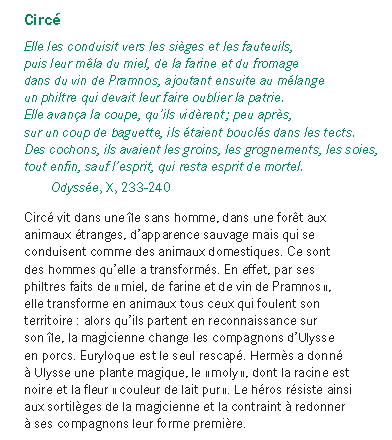 Circé
Elle les conduisit vers les sièges et les fauteuils,
puis leur mêla du miel, de la farine et du fromage
dans du vin de Pramnos, ajoutant ensuite au mélange
un philtre qui devait leur faire oublier la patrie.
Elle avança la coupe, qu'ils vidèrent ; peu après,
sur un coup de baguette, ils étaient bouclés dans les tects.
Des cochons, ils avaient les groins, les grognements, les soies,
tout enfin, sauf l'esprit, qui resta esprit de mortel.
Odyssée, X, 233-240
Circé vit dans une île sans homme, dans une forêt aux
animaux étranges, d'apparence sauvage mais qui se
conduisent comme des animaux domestiques. Ce sont
des hommes qu'elle a transformés. En effet, par ses
philtres faits de « miel, de farine et de vin de Pramnos »,
elle transforme en animaux tous ceux qui foulent son
territoire : alors qu'ils partent en reconnaissance sur
son île, la magicienne change les compagnons d'Ulysse
en porcs. Euryloque est le seul rescapé. Hermès a donné
à Ulysse une plante magique, le « moly », dont la racine est
noire et la fleur « couleur de lait pur ». Le héros résiste ainsi
aux sortilèges de la magicienne et la contraint à redonner
à ses compagnons leur forme première.